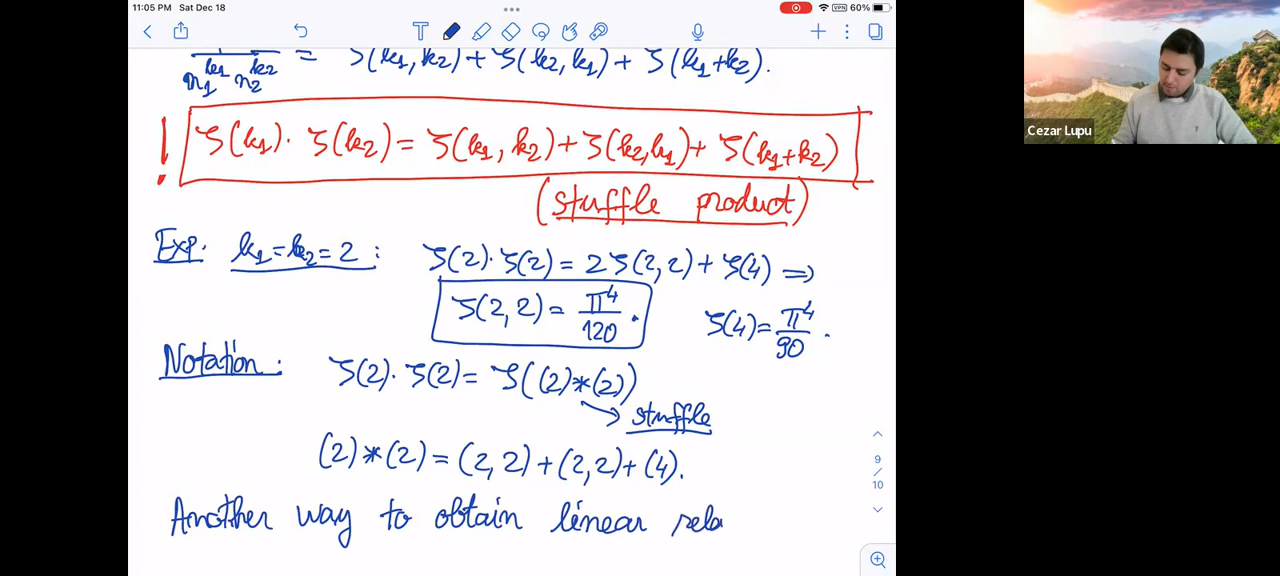 11:05 PM Sat Dec 18
VPN 60%
1 / n₁^k₁ n₂^k₂ = ζ(k₁,k₂)+ζ(k₂,k₁)+ζ(k₁+k₂).
! ζ(k₁)·ζ(k₂)=ζ(k₁,k₂)+ζ(k₂,k₁)+ζ(k₁+k₂)
(stuffle product)
Exp: k₁=k₂=2: ζ(2)·ζ(2)=2ζ(2,2)+ζ(4) ⇒
ζ(2,2)=π⁴/120. ζ(4)=π⁴/90.
Notation: ζ(2)·ζ(2)=ζ((2)*(2))
→ stuffle
(2)*(2)=(2,2)+(2,2)+(4).
Another way to obtain linear rela
9
/
10
Cezar Lupu